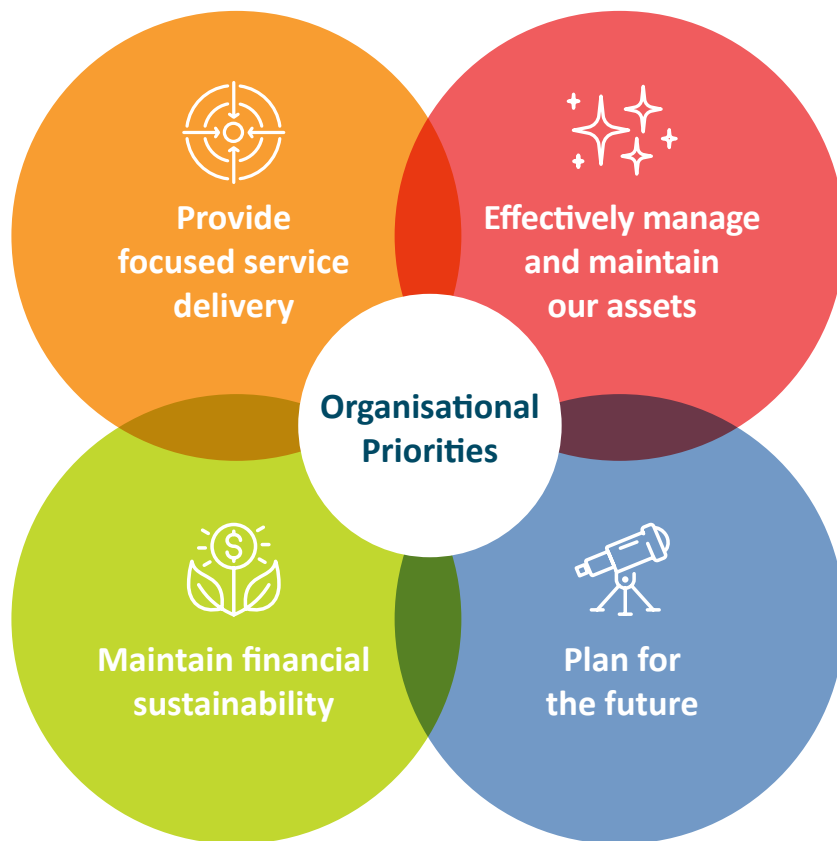 Provide
focused service
delivery
Effectively manage
and maintain
our assets
Organisational
Priorities
$
Maintain financial
sustainability
Plan for
the future